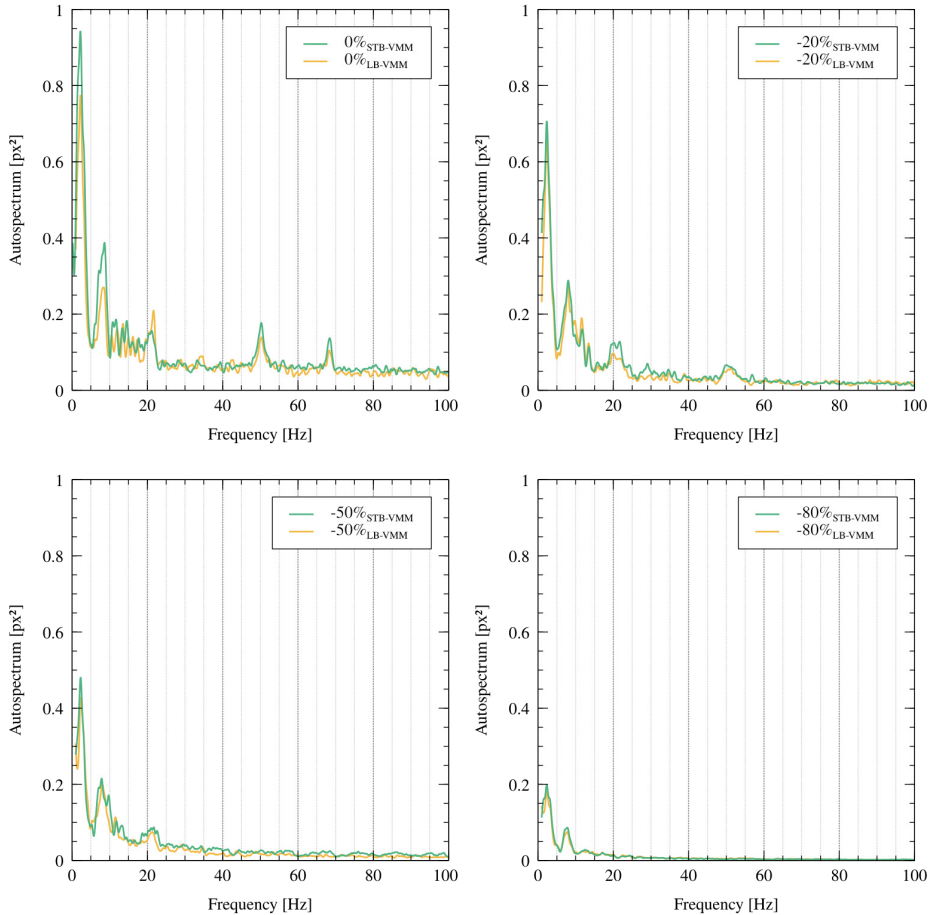 1
0.8
0.6
0.4
0.2
0
0 20 40 60 80 100
Autospectrum [px²]
Frequency [Hz]
0%STB-VMM
0%LB-VMM
1
0.8
0.6
0.4
0.2
0
0 20 40 60 80 100
Autospectrum [px²]
Frequency [Hz]
-20%STB-VMM
-20%LB-VMM
1
0.8
0.6
0.4
0.2
0
0 20 40 60 80 100
Autospectrum [px²]
Frequency [Hz]
-50%STB-VMM
-50%LB-VMM
1
0.8
0.6
0.4
0.2
0
0 20 40 60 80 100
Autospectrum [px²]
Frequency [Hz]
-80%STB-VMM
-80%LB-VMM